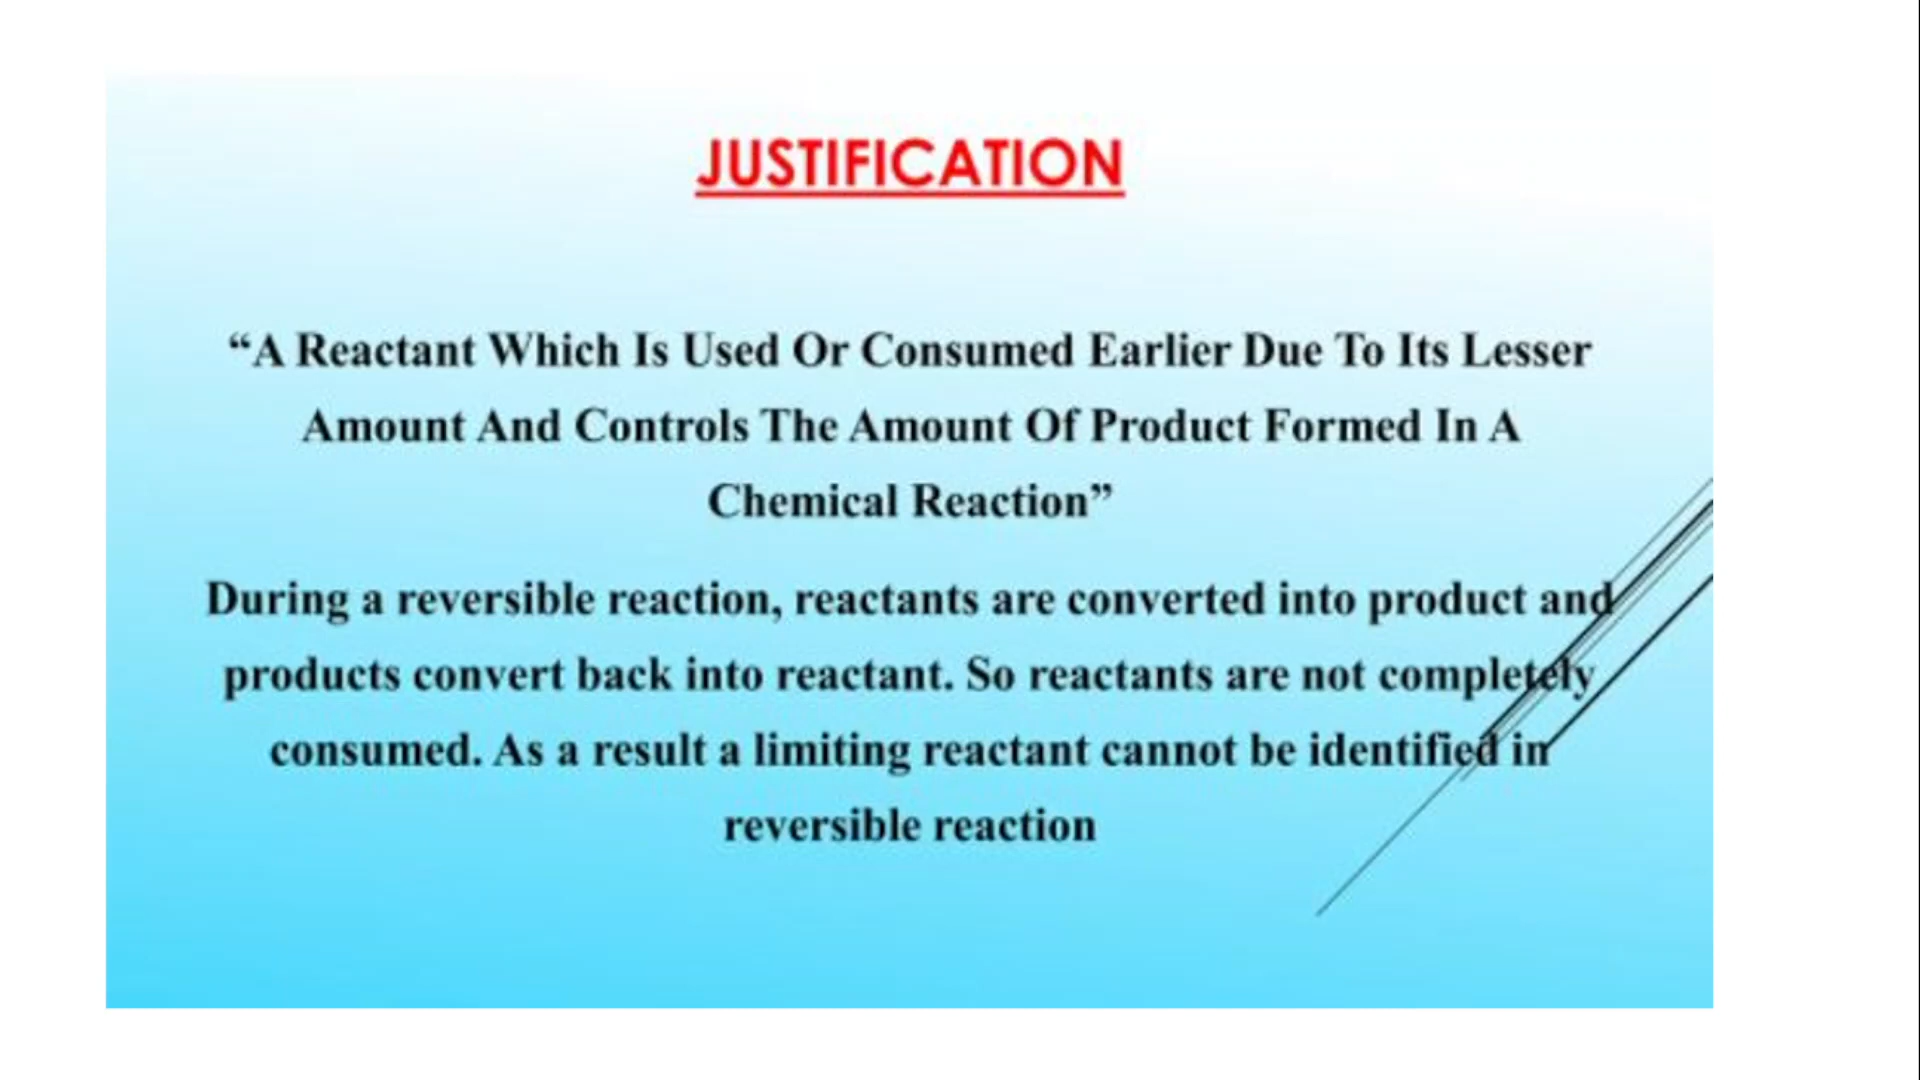 JUSTIFICATION
“A Reactant Which Is Used Or Consumed Earlier Due To Its Lesser
Amount And Controls The Amount Of Product Formed In A
Chemical Reaction”
During a reversible reaction, reactants are converted into product and
products convert back into reactant. So reactants are not completely
consumed. As a result a limiting reactant cannot be identified in
reversible reaction